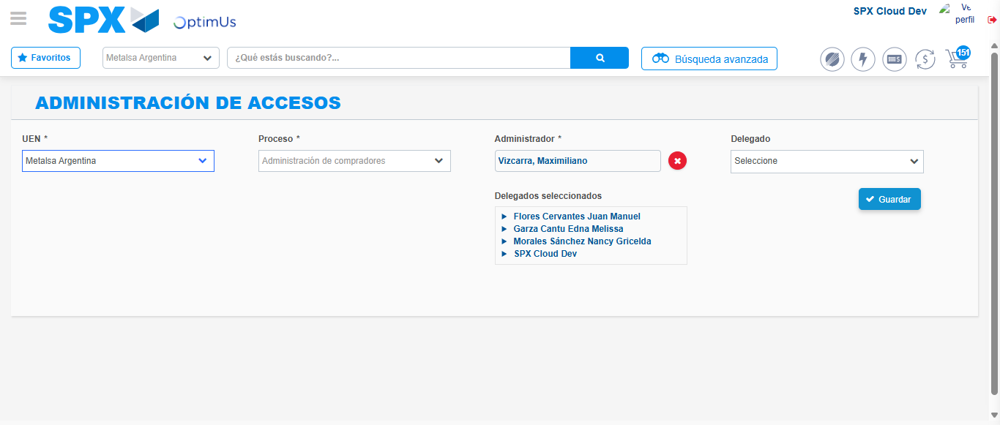 SPX OptimUs
SPX Cloud Dev
Ve
perfil
Favoritos
Metalsa Argentina
¿Qué estás buscando?...
Búsqueda avanzada
151
ADMINISTRACIÓN DE ACCESOS
UEN *
Proceso *
Administrador *
Delegado
Metalsa Argentina
Administración de compradores
Vizcarra, Maximiliano
Seleccione
Delegados seleccionados
Guardar
Flores Cervantes Juan Manuel
Garza Cantu Edna Melissa
Morales Sánchez Nancy Gricelda
SPX Cloud Dev